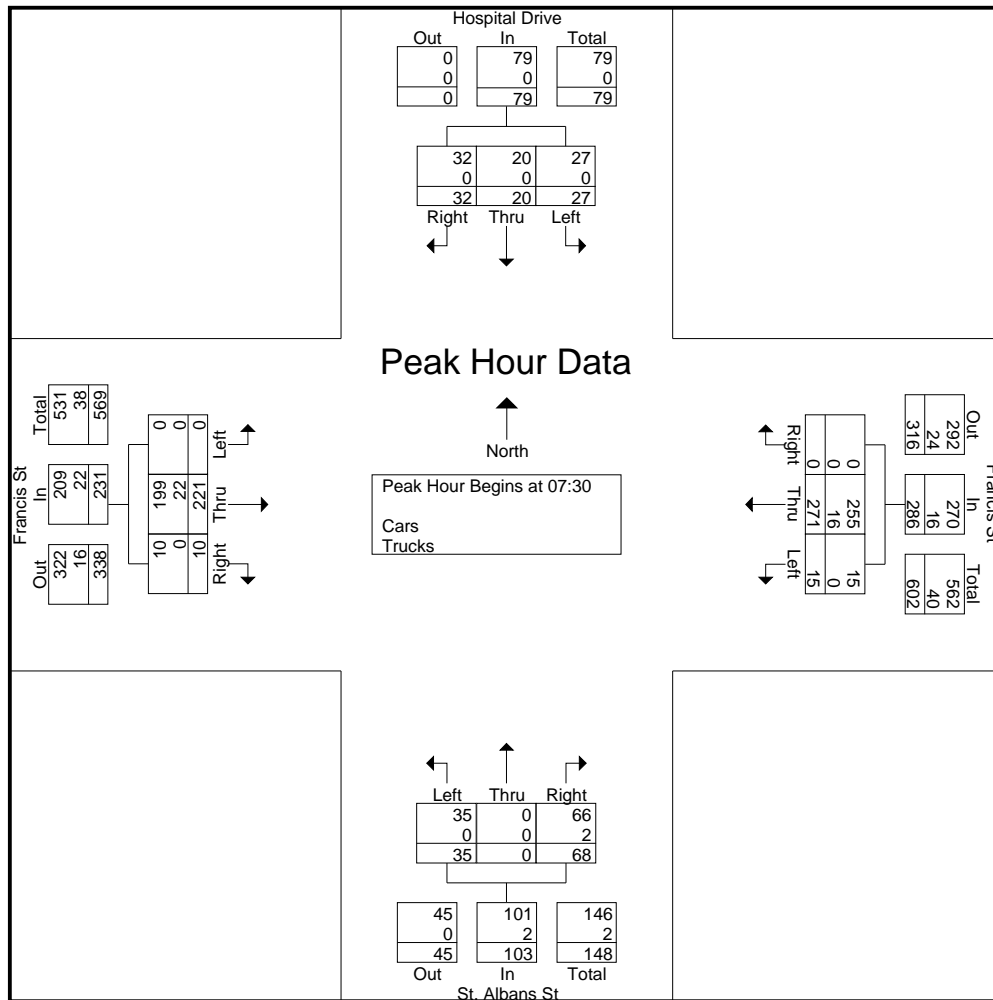 Hospital Drive
Out In Total
0 79 79
0 0 0
0 79 79
32 20 27
0 0 0
32 20 27
Right Thru Left
Peak Hour Data
North
Peak Hour Begins at 07:30
Cars
Trucks
Francis St
Total In Out
531 209 322
38 22 16
569 231 338
0 199 10
0 22 0
0 221 10
Left Thru Right
Francis St
Out In Total
292 270 562
24 16 40
316 286 602
0 255 15
0 16 0
0 271 15
Right Thru Left
Left Thru Right
35 0 66
0 0 2
35 0 68
45 101 146
0 2 2
45 103 148
Out In Total
St. Albans St